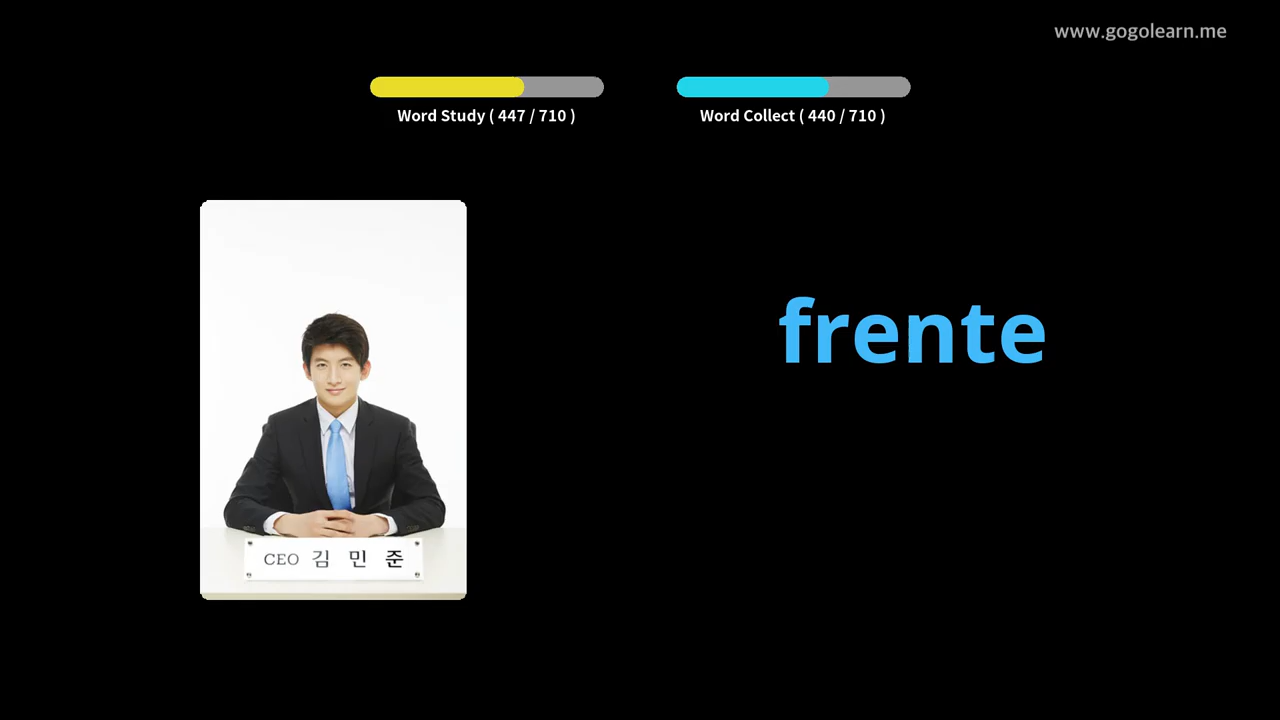 www.gogolearn.me
Word Study ( 447 / 710 )
Word Collect ( 440 / 710 )
frente
CEO 김 민 준